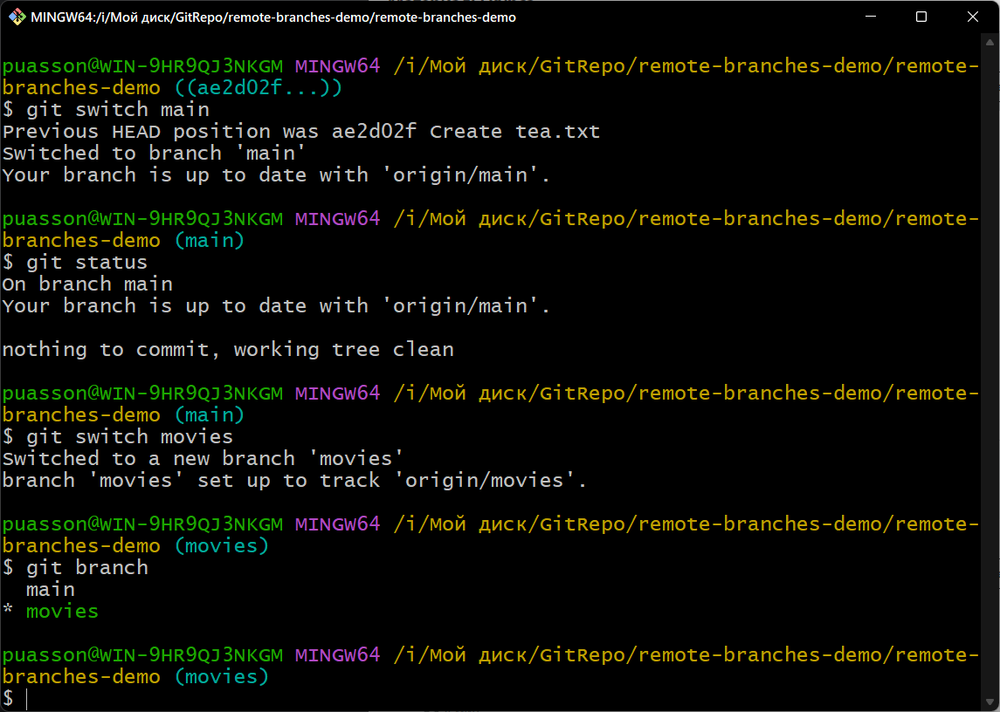 MINGW64:/i/Мой диск/GitRepo/remote-branches-demo/remote-branches-demo
puasson@WIN-9HR9QJ3NKGM MINGW64 /i/Мой диск/GitRepo/remote-branches-demo/remote-
branches-demo ((ae2d02f...))
$ git switch main
Previous HEAD position was ae2d02f Create tea.txt
Switched to branch 'main'
Your branch is up to date with 'origin/main'.
puasson@WIN-9HR9QJ3NKGM MINGW64 /i/Мой диск/GitRepo/remote-branches-demo/remote-
branches-demo (main)
$ git status
On branch main
Your branch is up to date with 'origin/main'.
nothing to commit, working tree clean
puasson@WIN-9HR9QJ3NKGM MINGW64 /i/Мой диск/GitRepo/remote-branches-demo/remote-
branches-demo (main)
$ git switch movies
Switched to a new branch 'movies'
branch 'movies' set up to track 'origin/movies'.
puasson@WIN-9HR9QJ3NKGM MINGW64 /i/Мой диск/GitRepo/remote-branches-demo/remote-
branches-demo (movies)
$ git branch
  main
* movies
puasson@WIN-9HR9QJ3NKGM MINGW64 /i/Мой диск/GitRepo/remote-branches-demo/remote-
branches-demo (movies)
$